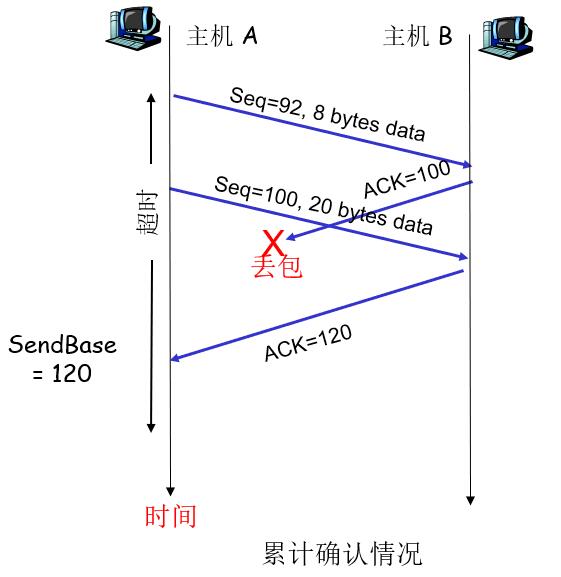 主机 A
主机 B
Seq=92, 8 bytes data
ACK=100
Seq=100, 20 bytes data
超时
X
丢包
SendBase
= 120
ACK=120
时间
累计确认情况